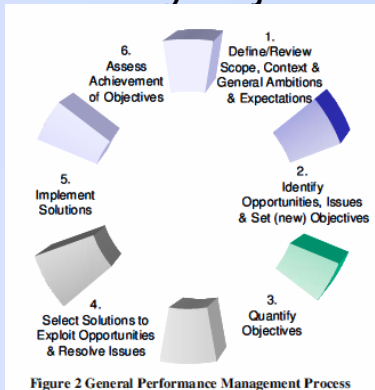 1.
Define/Review
Scope, Context &
General Ambitions
& Expectations
2.
Identify
Opportunities, Issues
& Set (new) Objectives
3.
Quantify
Objectives
4.
Select Solutions to
Exploit Opportunities
& Resolve Issues
5.
Implement
Solutions
6.
Assess
Achievement
of Objectives
Figure 2 General Performance Management Process